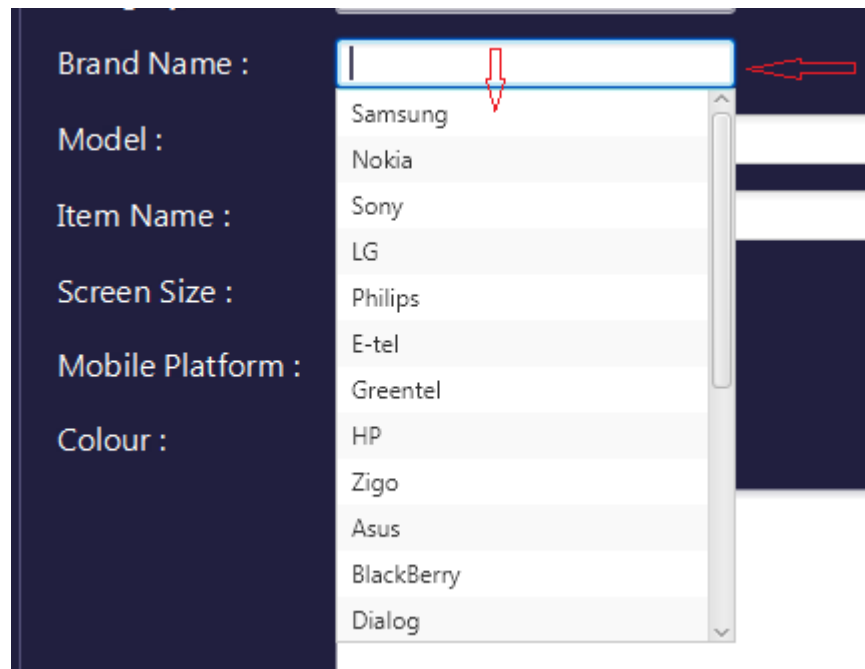 Brand Name :
Samsung
Model :
Nokia
Item Name :
Sony
LG
Screen Size :
Philips
E-tel
Mobile Platform :
Greentel
Colour :
HP
Zigo
Asus
BlackBerry
Dialog